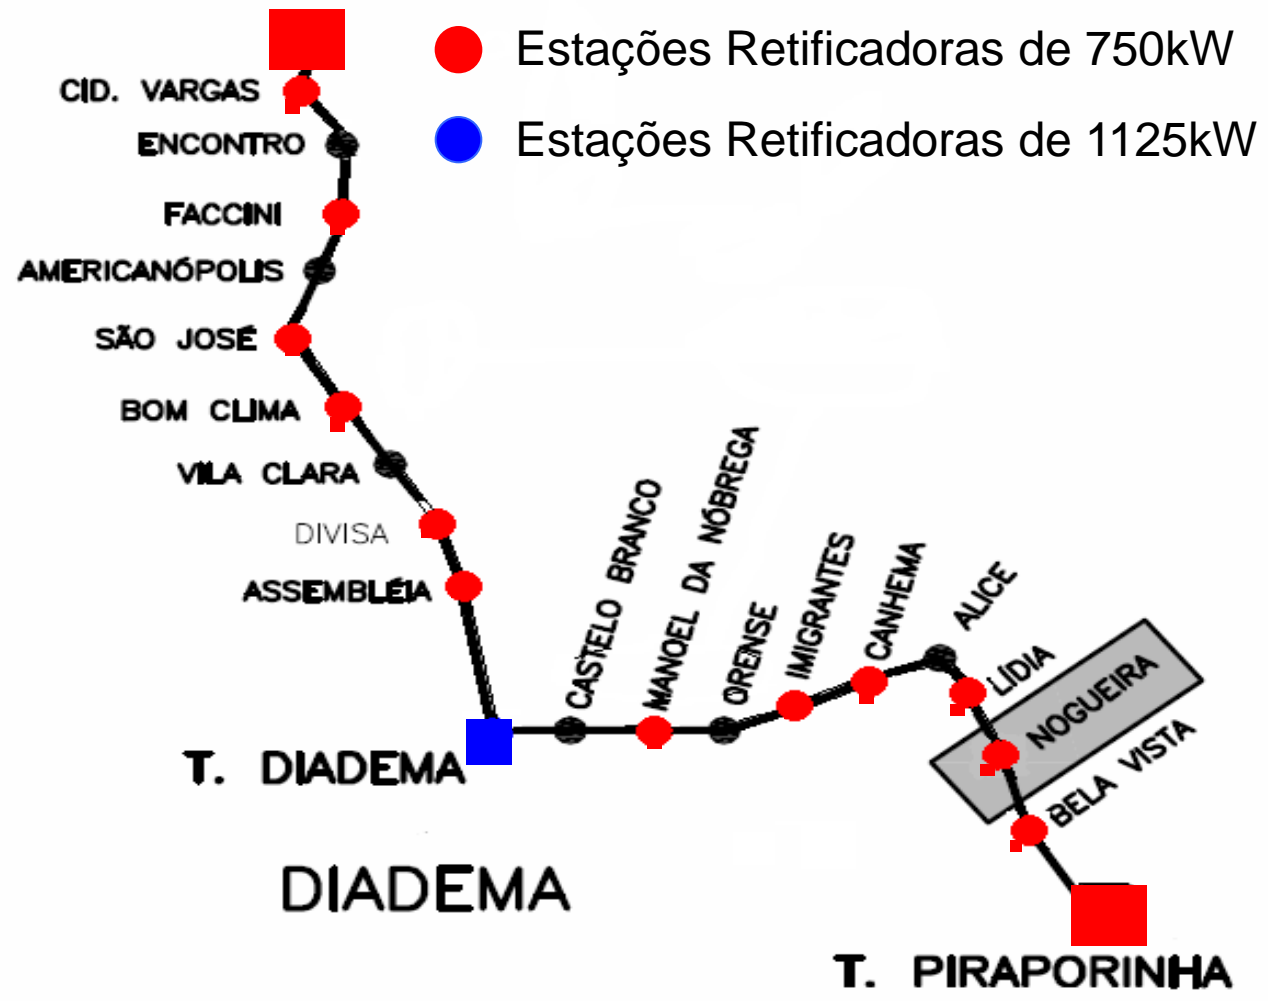 Estações Retificadoras de 750kW
Estações Retificadoras de 1125kW
CID. VARGAS
ENCONTRO
FACCINI
AMERICANÓPOLIS
SÃO JOSÉ
BOM CLIMA
VILA CLARA
DIVISA
ASSEMBLÉIA
T. DIADEMA
CASTELO BRANCO
MANOEL DA NÓBREGA
ORENSE
IMIGRANTES
CANHEMA
ALICE
LÍDIA
NOGUEIRA
BELA VISTA
DIADEMA
T. PIRAPORINHA